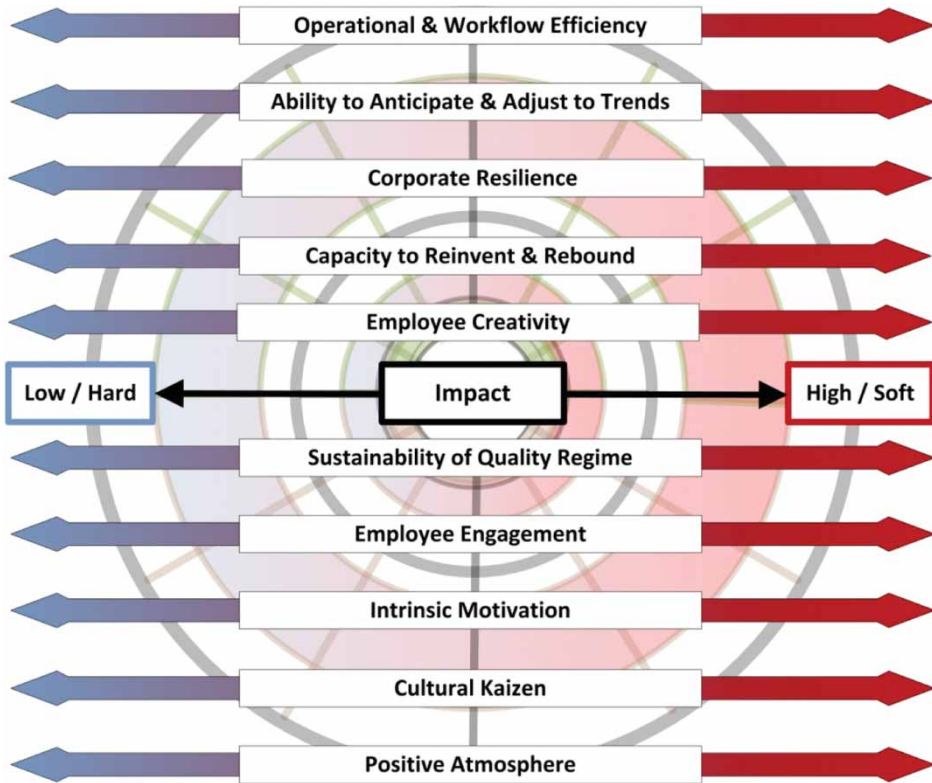 Operational & Workflow Efficiency
Ability to Anticipate & Adjust to Trends
Corporate Resilience
Capacity to Reinvent & Rebound
Employee Creativity
Low / Hard
Impact
High / Soft
Sustainability of Quality Regime
Employee Engagement
Intrinsic Motivation
Cultural Kaizen
Positive Atmosphere